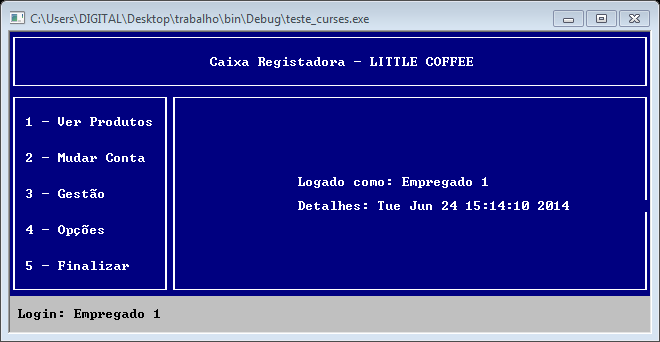 C:\Users\DIGITAL\Desktop\trabalho\bin\Debug\teste_curses.exe
Caixa Registadora - LITTLE COFFEE
1 - Ver Produtos
2 - Mudar Conta
3 - Gestão
4 - Opções
5 - Finalizar
Logado como: Empregado 1
Detalhes: Tue Jun 24 15:14:10 2014
Login: Empregado 1